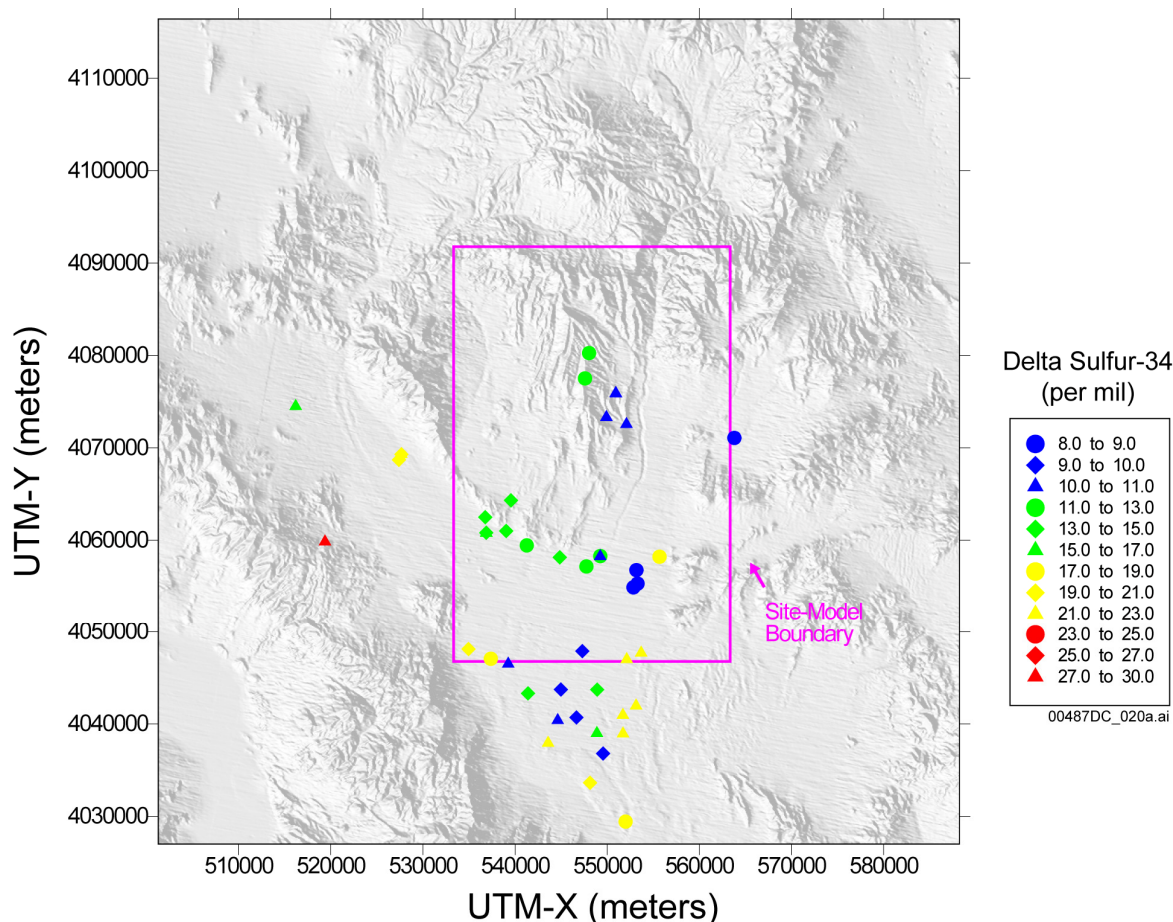 4110000
4100000
4090000
4080000
4070000
4060000
4050000
4040000
4030000
UTM-Y (meters)
510000 520000 530000 540000 550000 560000 570000 580000
UTM-X (meters)
Site-Model
Boundary
Delta Sulfur-34
(per mil)
8.0 to 9.0
9.0 to 10.0
10.0 to 11.0
11.0 to 13.0
13.0 to 15.0
15.0 to 17.0
17.0 to 19.0
19.0 to 21.0
21.0 to 23.0
23.0 to 25.0
25.0 to 27.0
27.0 to 30.0
00487DC_020a.ai